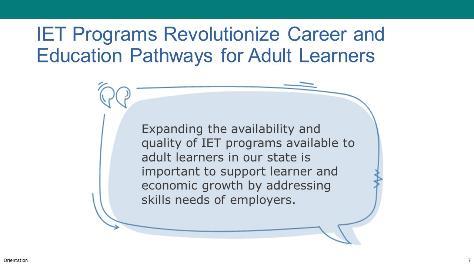 IET Programs Revolutionize Career and
Education Pathways for Adult Learners
Expanding the availability and
quality of IET programs available to
adult learners in our state is
important to support learner and
economic growth by addressing
skills needs of employers.
Orientation